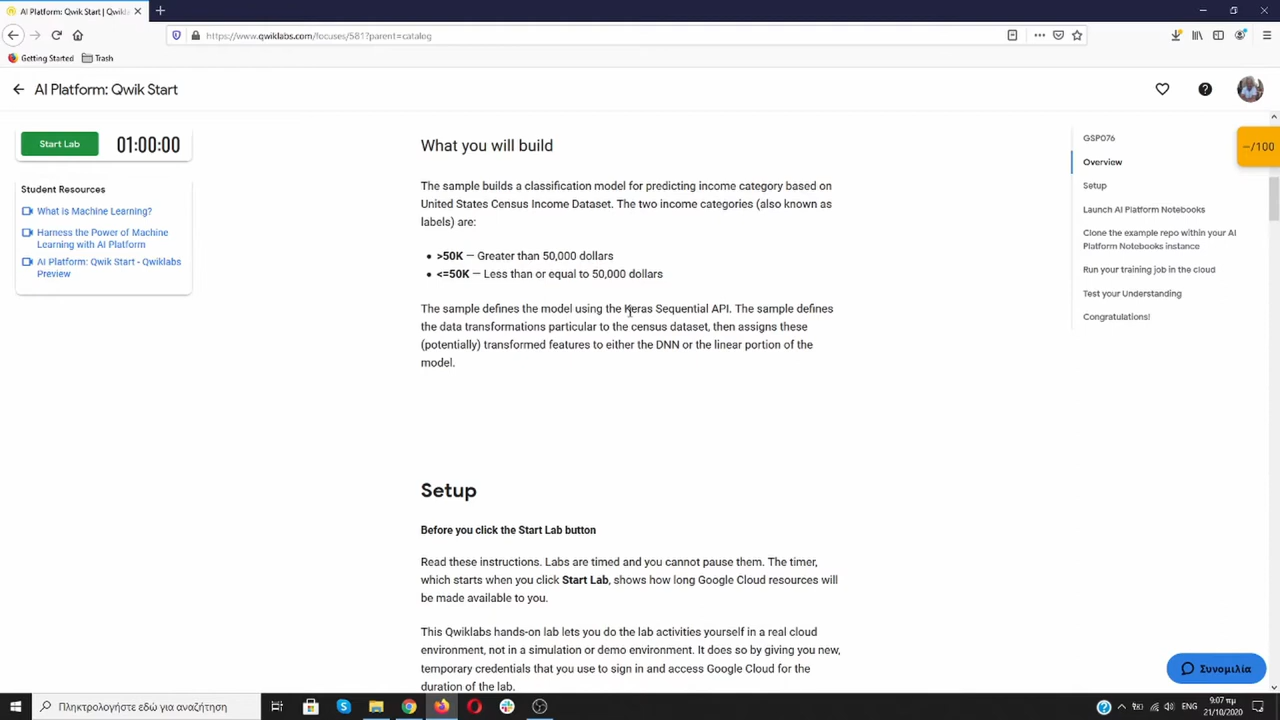 AI Platform: Qwik Start | Qwikla
https://www.qwiklabs.com/focuses/581?parent=catalog
Getting Started
Trash
AI Platform: Qwik Start
Start Lab
01:00:00
Student Resources
What is Machine Learning?
Harness the Power of Machine
Learning with AI Platform
AI Platform: Qwik Start - Qwiklabs
Preview
What you will build
The sample builds a classification model for predicting income category based on
United States Census Income Dataset. The two income categories (also known as
labels) are:
• >50K — Greater than 50,000 dollars
• <=50K — Less than or equal to 50,000 dollars
The sample defines the model using the Keras Sequential API. The sample defines
the data transformations particular to the census dataset, then assigns these
(potentially) transformed features to either the DNN or the linear portion of the
model.
Setup
Before you click the Start Lab button
Read these instructions. Labs are timed and you cannot pause them. The timer,
which starts when you click Start Lab, shows how long Google Cloud resources will
be made available to you.
This Qwiklabs hands-on lab lets you do the lab activities yourself in a real cloud
environment, not in a simulation or demo environment. It does so by giving you new,
temporary credentials that you use to sign in and access Google Cloud for the
duration of the lab.
GSP076
Overview
Setup
Launch AI Platform Notebooks
Clone the example repo within your AI
Platform Notebooks instance
Run your training job in the cloud
Test your Understanding
Congratulations!
–/100
Συνομιλία
Πληκτρολογήστε εδώ για αναζήτηση
ENG
9:07 πμ
21/10/2020